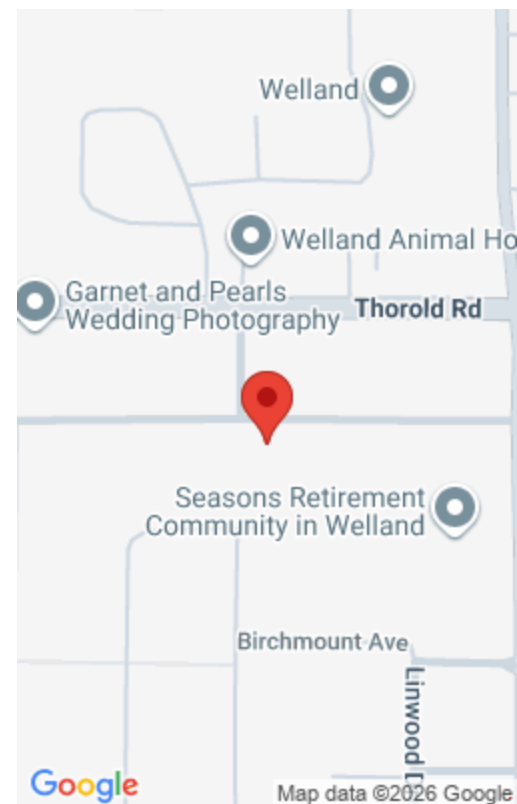 Welland
Welland Animal Ho
Garnet and Pearls
Wedding Photography
Thorold Rd
Seasons Retirement
Community in Welland
Birchmount Ave
Linwood D
Google
Map data ©2026 Google